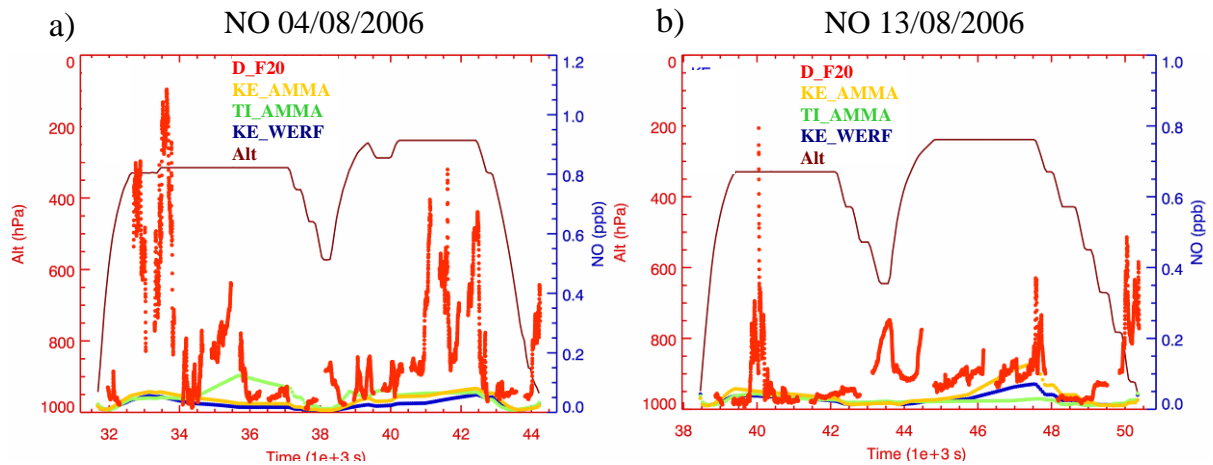 a) NO 04/08/2006
b) NO 13/08/2006
D_F20
KE_AMMA
TI_AMMA
KE_WERF
Alt
0
200
400
600
800
1000
Alt (hPa)
1.2
1.0
0.8
0.6
0.4
0.2
0.0
NO (ppb)
32 34 36 38 40 42 44
Time (1e+3 s)
D_F20
KE_AMMA
TI_AMMA
KE_WERF
Alt
0
200
400
600
800
1000
Alt (hPa)
1.0
0.8
0.6
0.4
0.2
0.0
NO (ppb)
38 40 42 44 46 48 50
Time (1e+3 s)